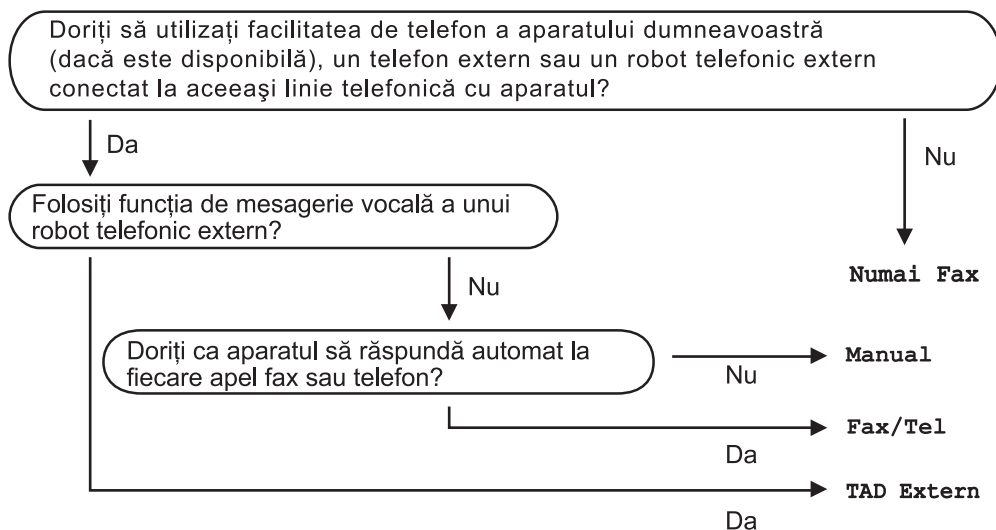 Doriți să utilizați facilitatea de telefon a aparatului dumneavoastră
(dacă este disponibilă), un telefon extern sau un robot telefonic extern
conectat la aceeaşi linie telefonică cu aparatul?
Da
Nu
Folosiți funcția de mesagerie vocală a unui
robot telefonic extern?
Numai Fax
Nu
Doriți ca aparatul să răspundă automat la
fiecare apel fax sau telefon?
Manual
Nu
Fax/Tel
Da
TAD Extern
Da